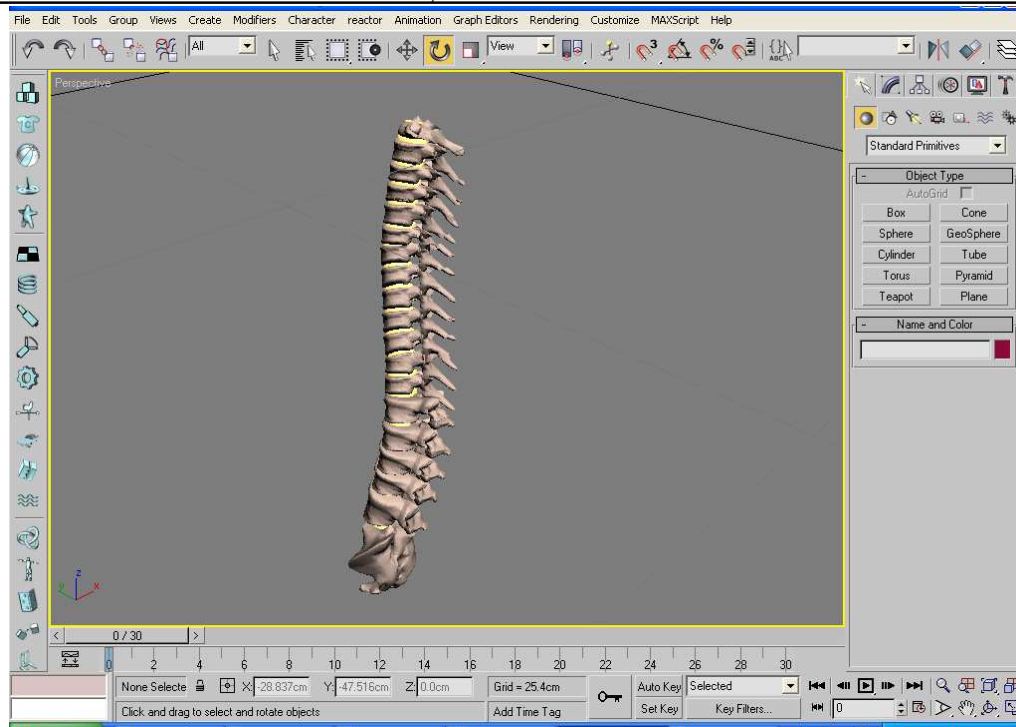 File Edit Tools Group Views Create Modifiers Character reactor Animation Graph Editors Rendering Customize MAXScript Help
All View 3 % {} ABC
Perspective
Standard Primitives
- Object Type
AutoGrid
Box Cone
Sphere GeoSphere
Cylinder Tube
Torus Pyramid
Teapot Plane
- Name and Color
z
y x
< 0 / 30 >
0 2 4 6 8 10 12 14 16 18 20 22 24 26 28 30
None Selecte X: -28.837cm Y: -47.516cm Z: 0.0cm Grid = 25.4cm Auto Key Selected
Click and drag to select and rotate objects Add Time Tag Set Key Key Filters... 0